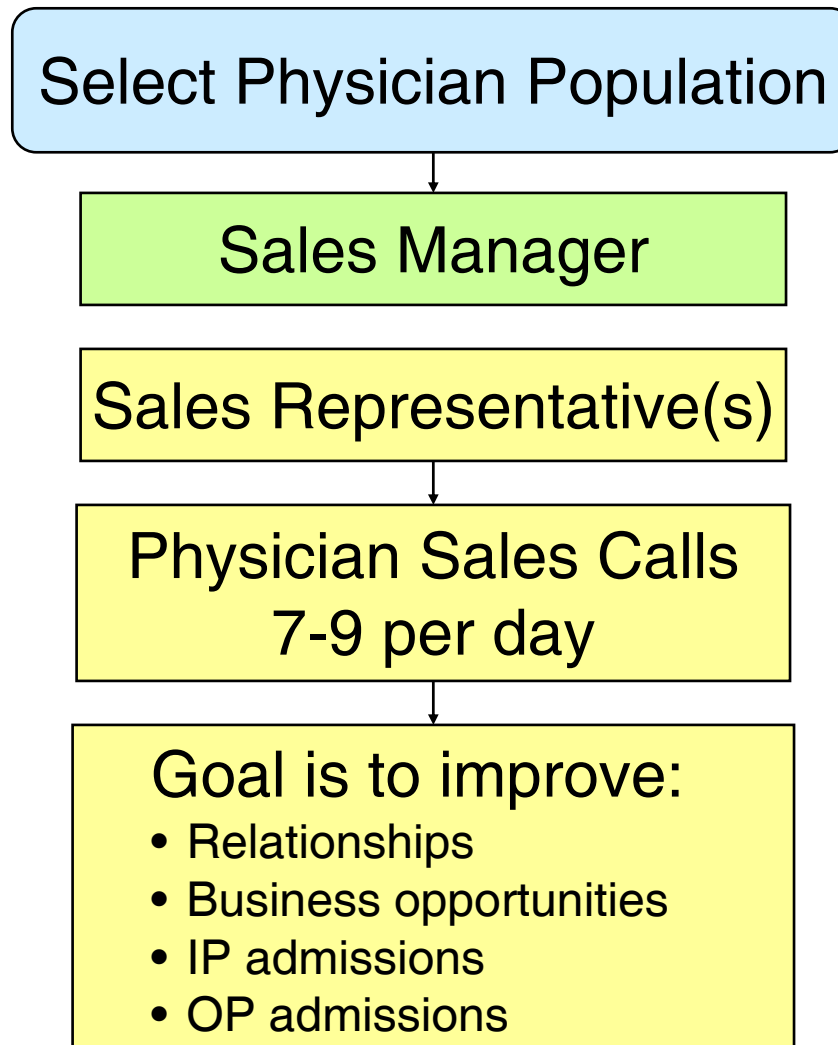 Select Physician Population
Sales Manager
Sales Representative(s)
Physician Sales Calls
7-9 per day
Goal is to improve:
• Relationships
• Business opportunities
• IP admissions
• OP admissions